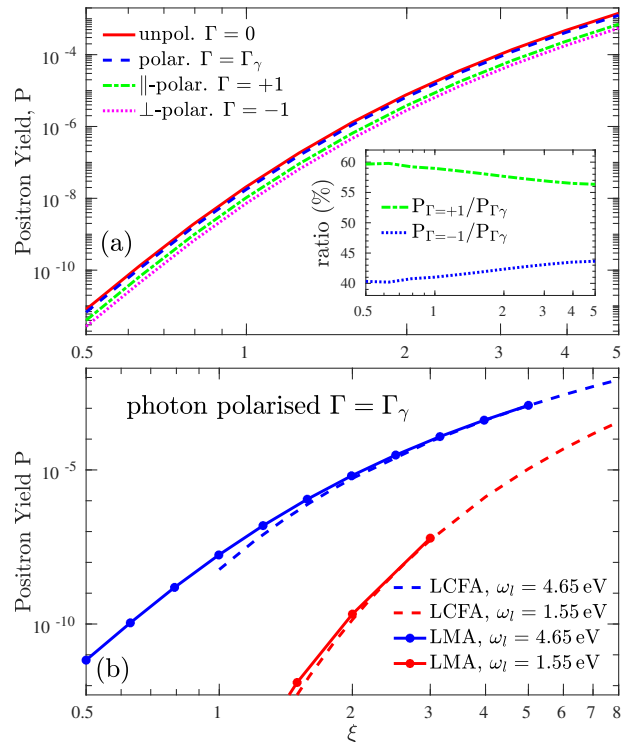 10⁻⁴
10⁻⁶
10⁻⁸
10⁻¹⁰
Positron Yield, P
unpol. Γ = 0
polar. Γ = Γγ
∥-polar. Γ = +1
⊥-polar. Γ = −1
(a)
60
55
50
45
40
ratio (%)
P_Γ=+1/P_Γγ
P_Γ=−1/P_Γγ
0.5 1 2 3 4 5
0.5 1 2 3 4 5
photon polarised Γ = Γγ
10⁻⁵
10⁻¹⁰
Positron Yield P
LCFA, ω_l = 4.65 eV
LCFA, ω_l = 1.55 eV
LMA, ω_l = 4.65 eV
LMA, ω_l = 1.55 eV
(b)
0.5 1 2 3 4 5 6 7 8
ξ